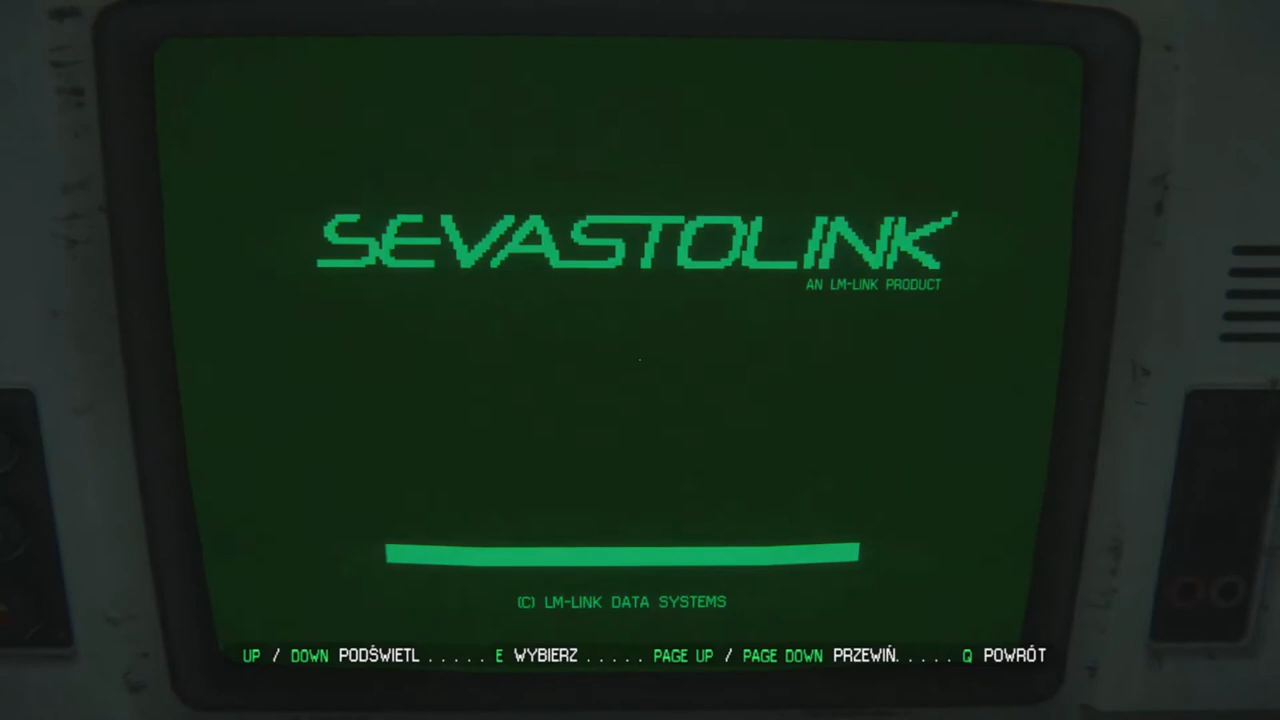 SEVASTOLINK
AN LM-LINK PRODUCT
(C) LM-LINK DATA SYSTEMS
UP / DOWN PODŚWIETL ..... E WYBIERZ ..... PAGE UP / PAGE DOWN PRZEWIŃ..... Q POWRÓT